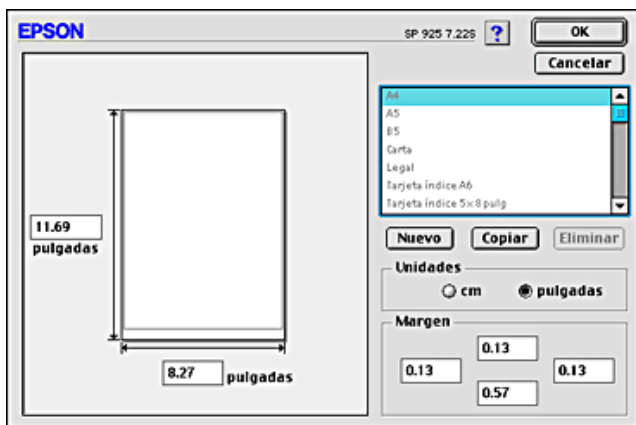 EPSON
SP 925 7.22S
?
OK
Cancelar
A4
A5
B5
Carta
Legal
Tarjeta índice A6
Tarjeta índice 5x8 pulg
11.69
pulgadas
8.27 pulgadas
Nuevo Copiar Eliminar
Unidades
cm pulgadas
Margen
0.13
0.13 0.13
0.57